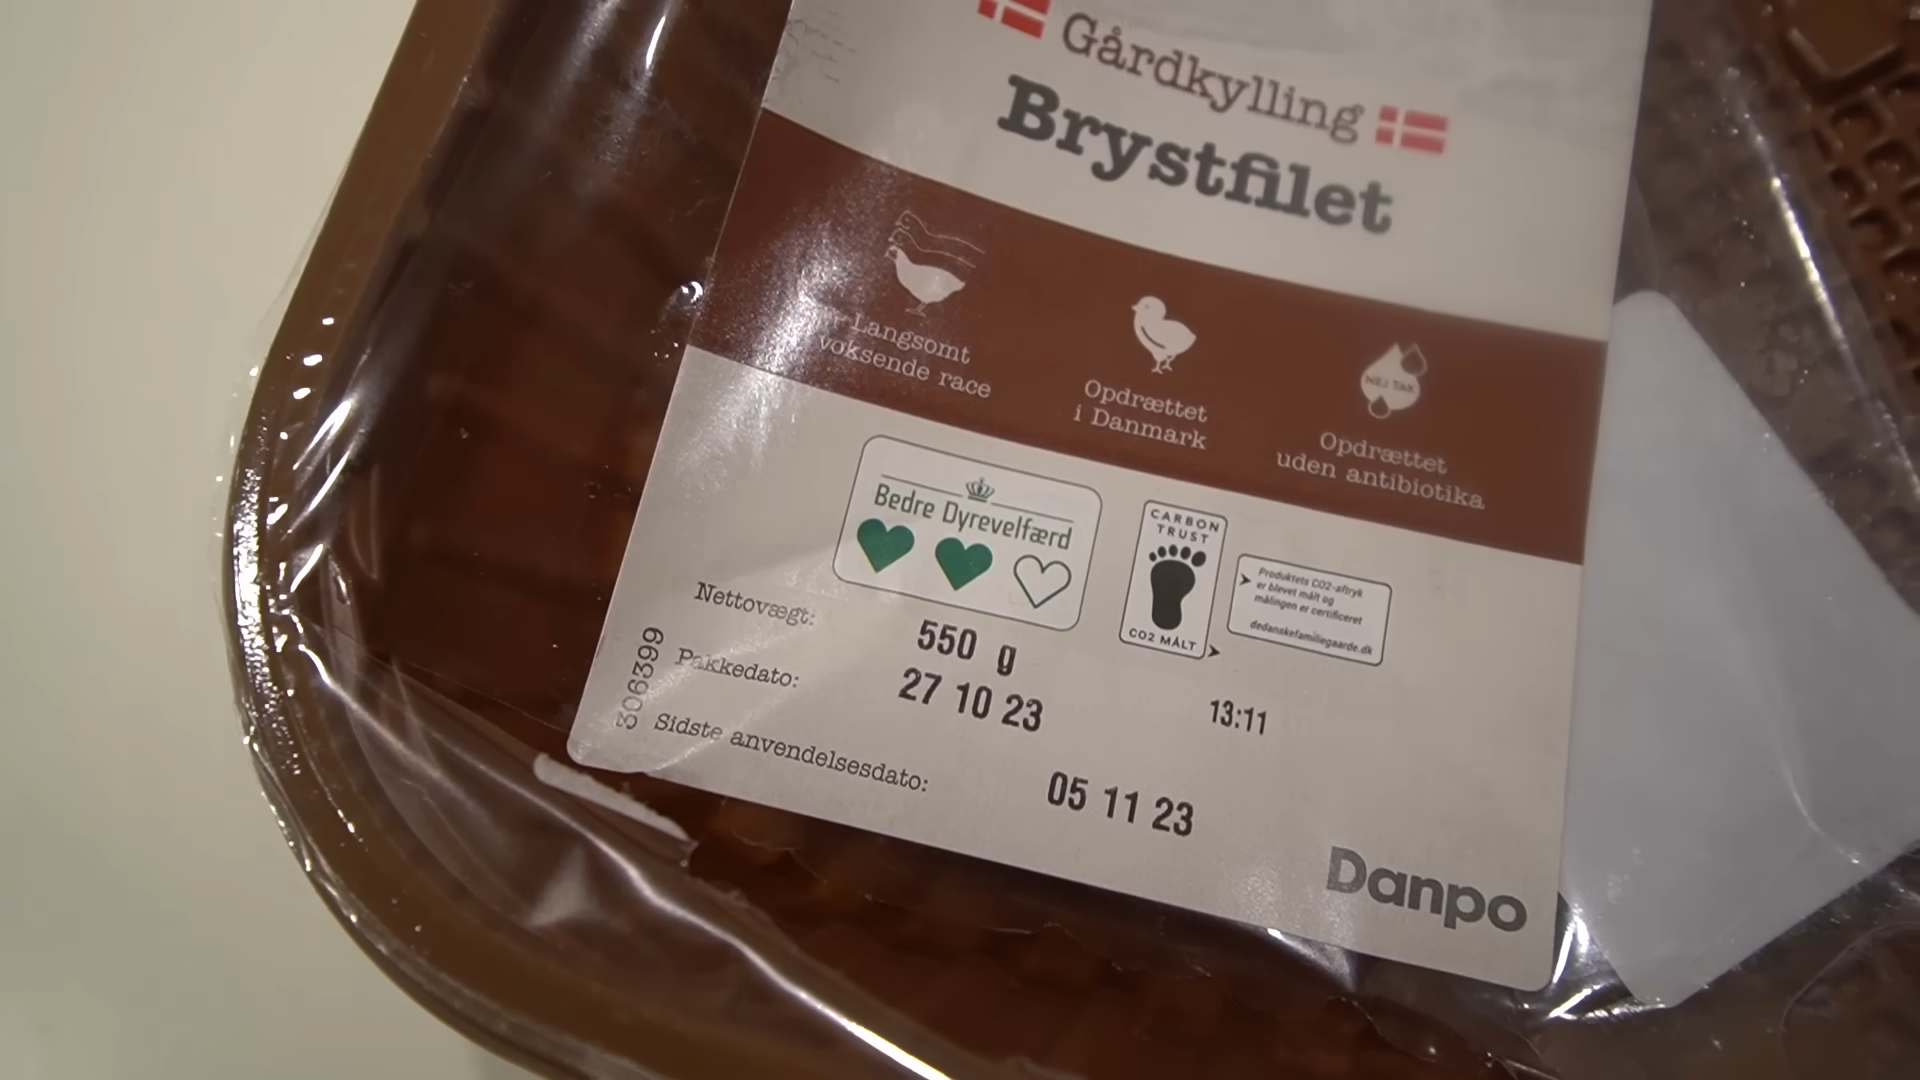 Gårdkylling
Brystfilet
Langsomt
voksende race
Opdrættet
i Danmark
NEJ TAK
Opdrættet
uden antibiotika
Bedre Dyrevelfærd
CARBON
TRUST
CO2 MÅLT
Produktets CO2-aftryk
er blevet målt og
målingen er certificeret
dedanskefamiliegaarde.dk
Nettovægt: 550 g
Pakkedato: 27 10 23 13:11
Sidste anvendelsesdato: 05 11 23
306399
Danpo